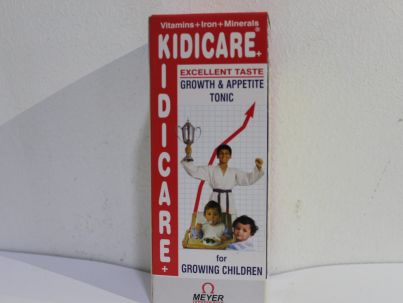 Vitamins+Iron+Minerals
KIDICARE®+
EXCELLENT TASTE
GROWTH & APPETITE
TONIC
KIDICARE+
for
GROWING CHILDREN
MEYER